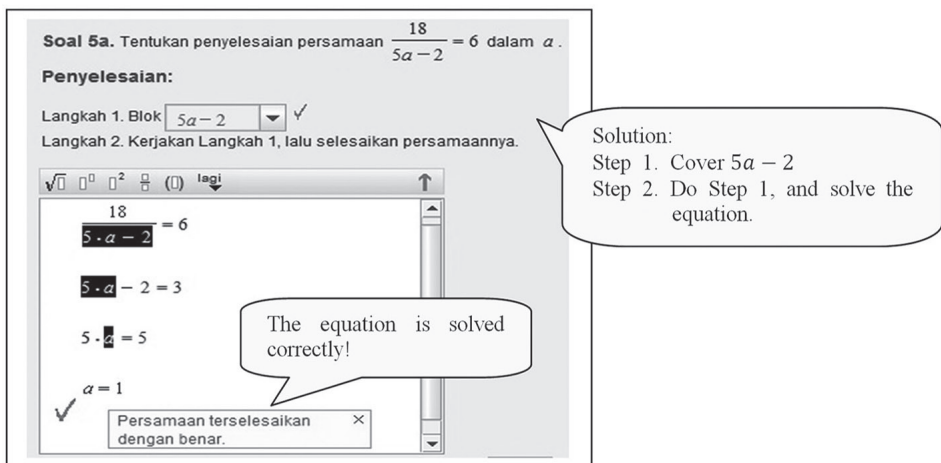 Soal 5a. Tentukan penyelesaian persamaan 18/(5a − 2) = 6 dalam a .
Penyelesaian:
Langkah 1. Blok 5a − 2
Langkah 2. Kerjakan Langkah 1, lalu selesaikan persamaannya.
lagi
18/(5 · a − 2) = 6
5 · a − 2 = 3
5 · a = 5
a = 1
Persamaan terselesaikan
dengan benar.
The equation is solved
correctly!
Solution:
Step 1. Cover 5a − 2
Step 2. Do Step 1, and solve the
equation.